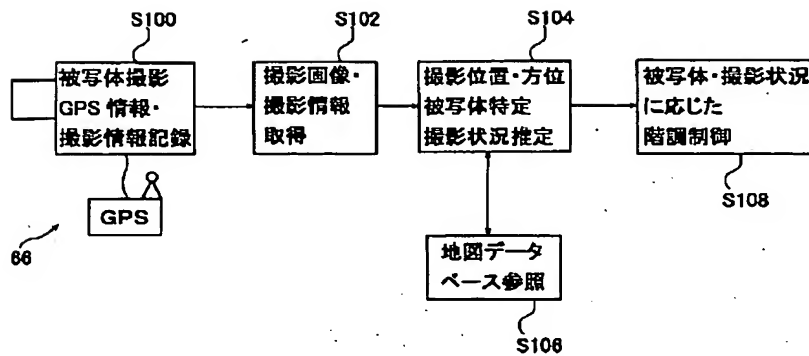 S100
被写体撮影
GPS 情報・
撮影情報記録
GPS
66
S102
撮影画像・
撮影情報
取得
S104
撮影位置・方位
被写体特定
撮影状況推定
地図データ
ベース参照
S106
被写体・撮影状況
に応じた
階調制御
S108